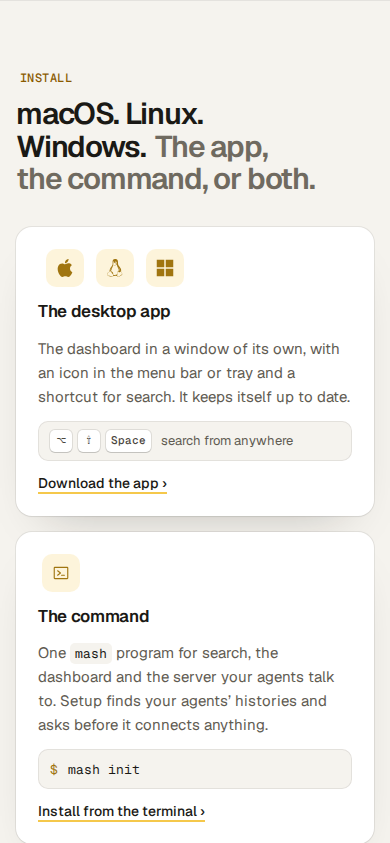 INSTALL
macOS. Linux.
Windows. The app,
the command, or both.
The desktop app
The dashboard in a window of its own, with
an icon in the menu bar or tray and a
shortcut for search. It keeps itself up to date.
⌥ ⇧ Space search from anywhere
Download the app ›
The command
One mash program for search, the
dashboard and the server your agents talk
to. Setup finds your agents’ histories and
asks before it connects anything.
$ mash init
Install from the terminal ›